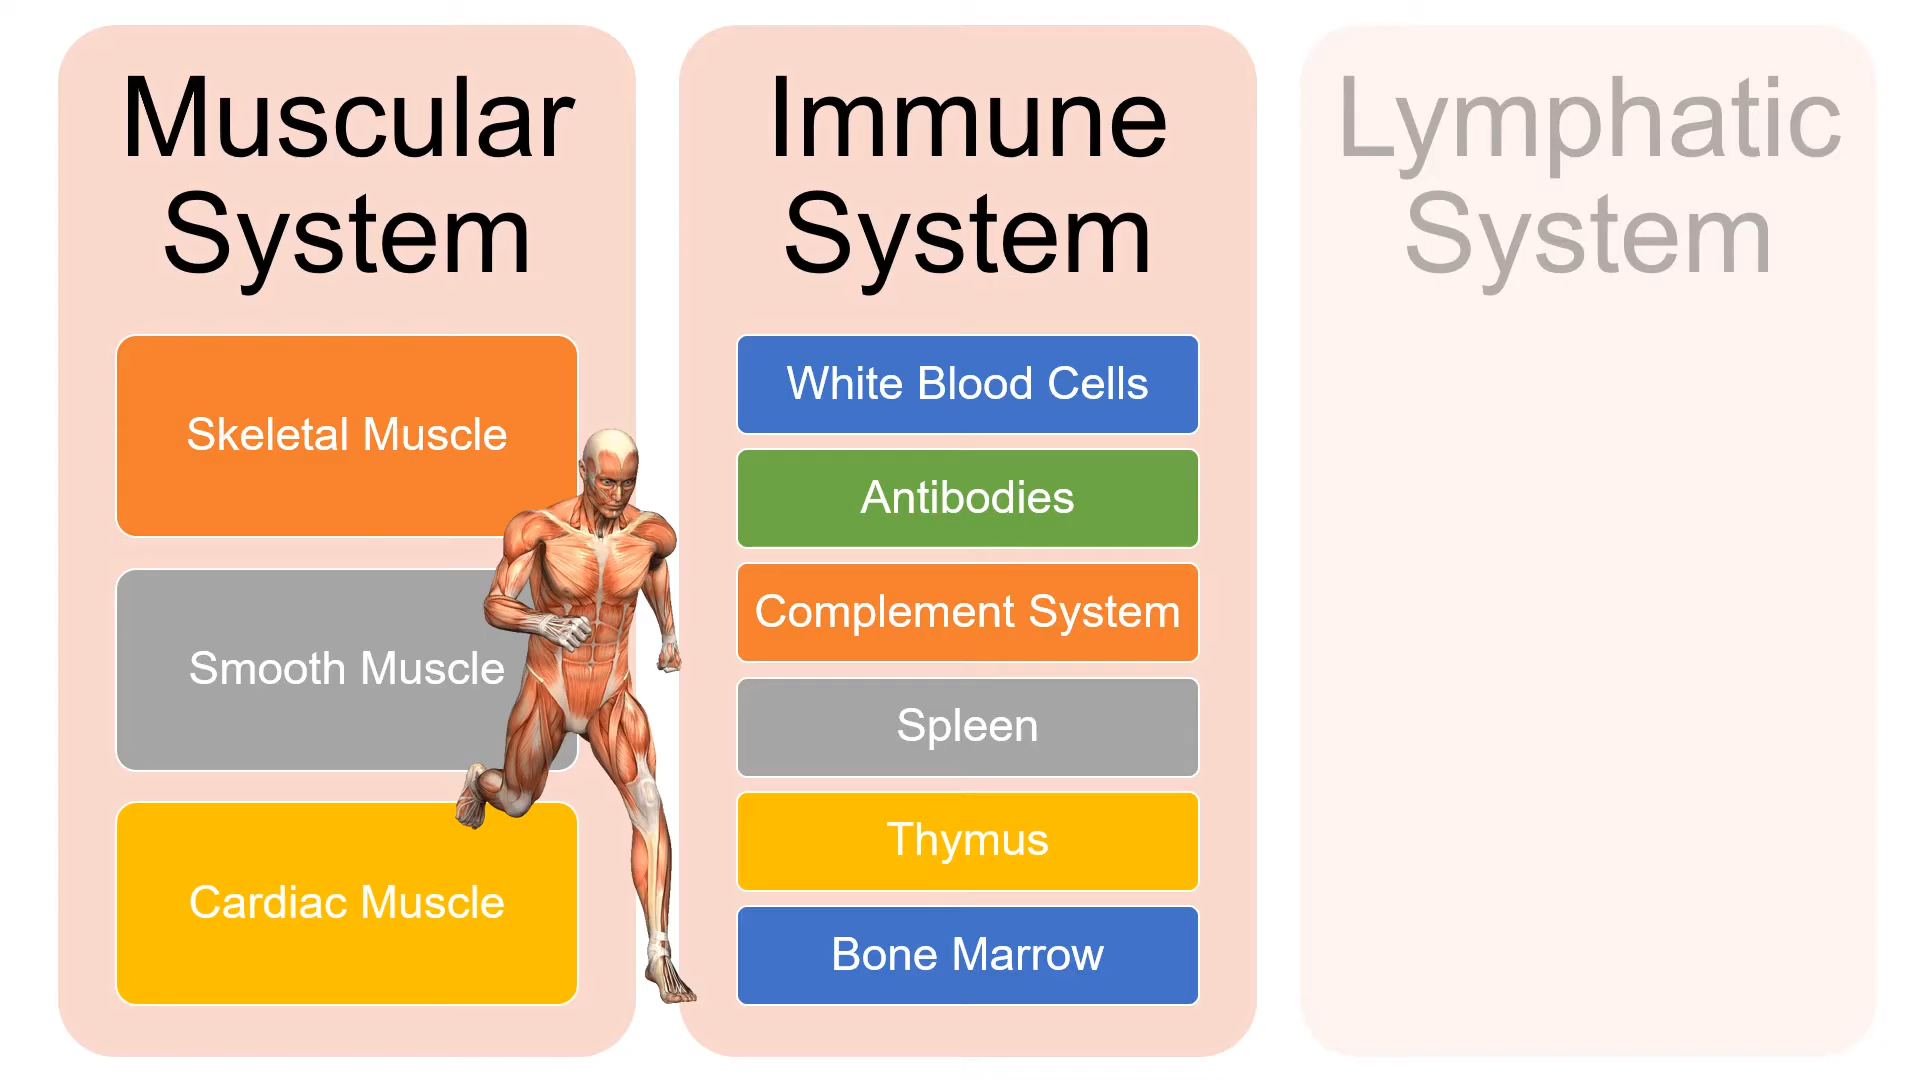 Muscular
System
Skeletal Muscle
Smooth Muscle
Cardiac Muscle
Immune
System
White Blood Cells
Antibodies
Complement System
Spleen
Thymus
Bone Marrow
Lymphatic
System